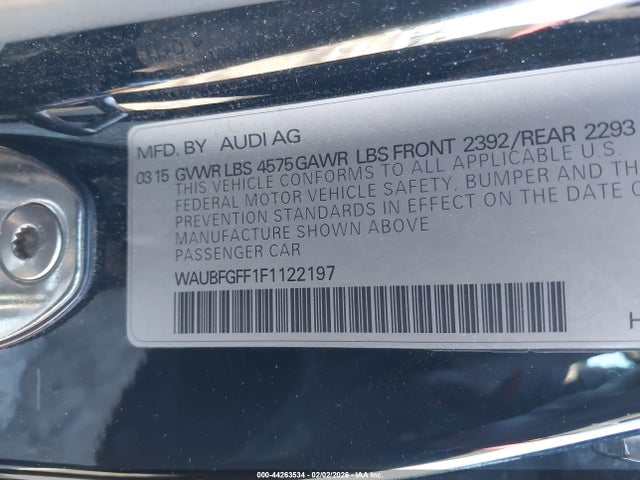 MFD. BY AUDI AG
03 15 GVWR LBS 4575 GAWR LBS FRONT 2392/REAR 2293
THIS VEHICLE CONFORMS TO ALL APPLICABLE U.S.
FEDERAL MOTOR VEHICLE SAFETY, BUMPER AND TH
PREVENTION STANDARDS IN EFFECT ON THE DATE O
MANUFACTURE SHOWN ABOVE
PASSENGER CAR
WAUBFGFF1F1122197
H
000-44263534 - 02/02/2026 - IAA Inc.